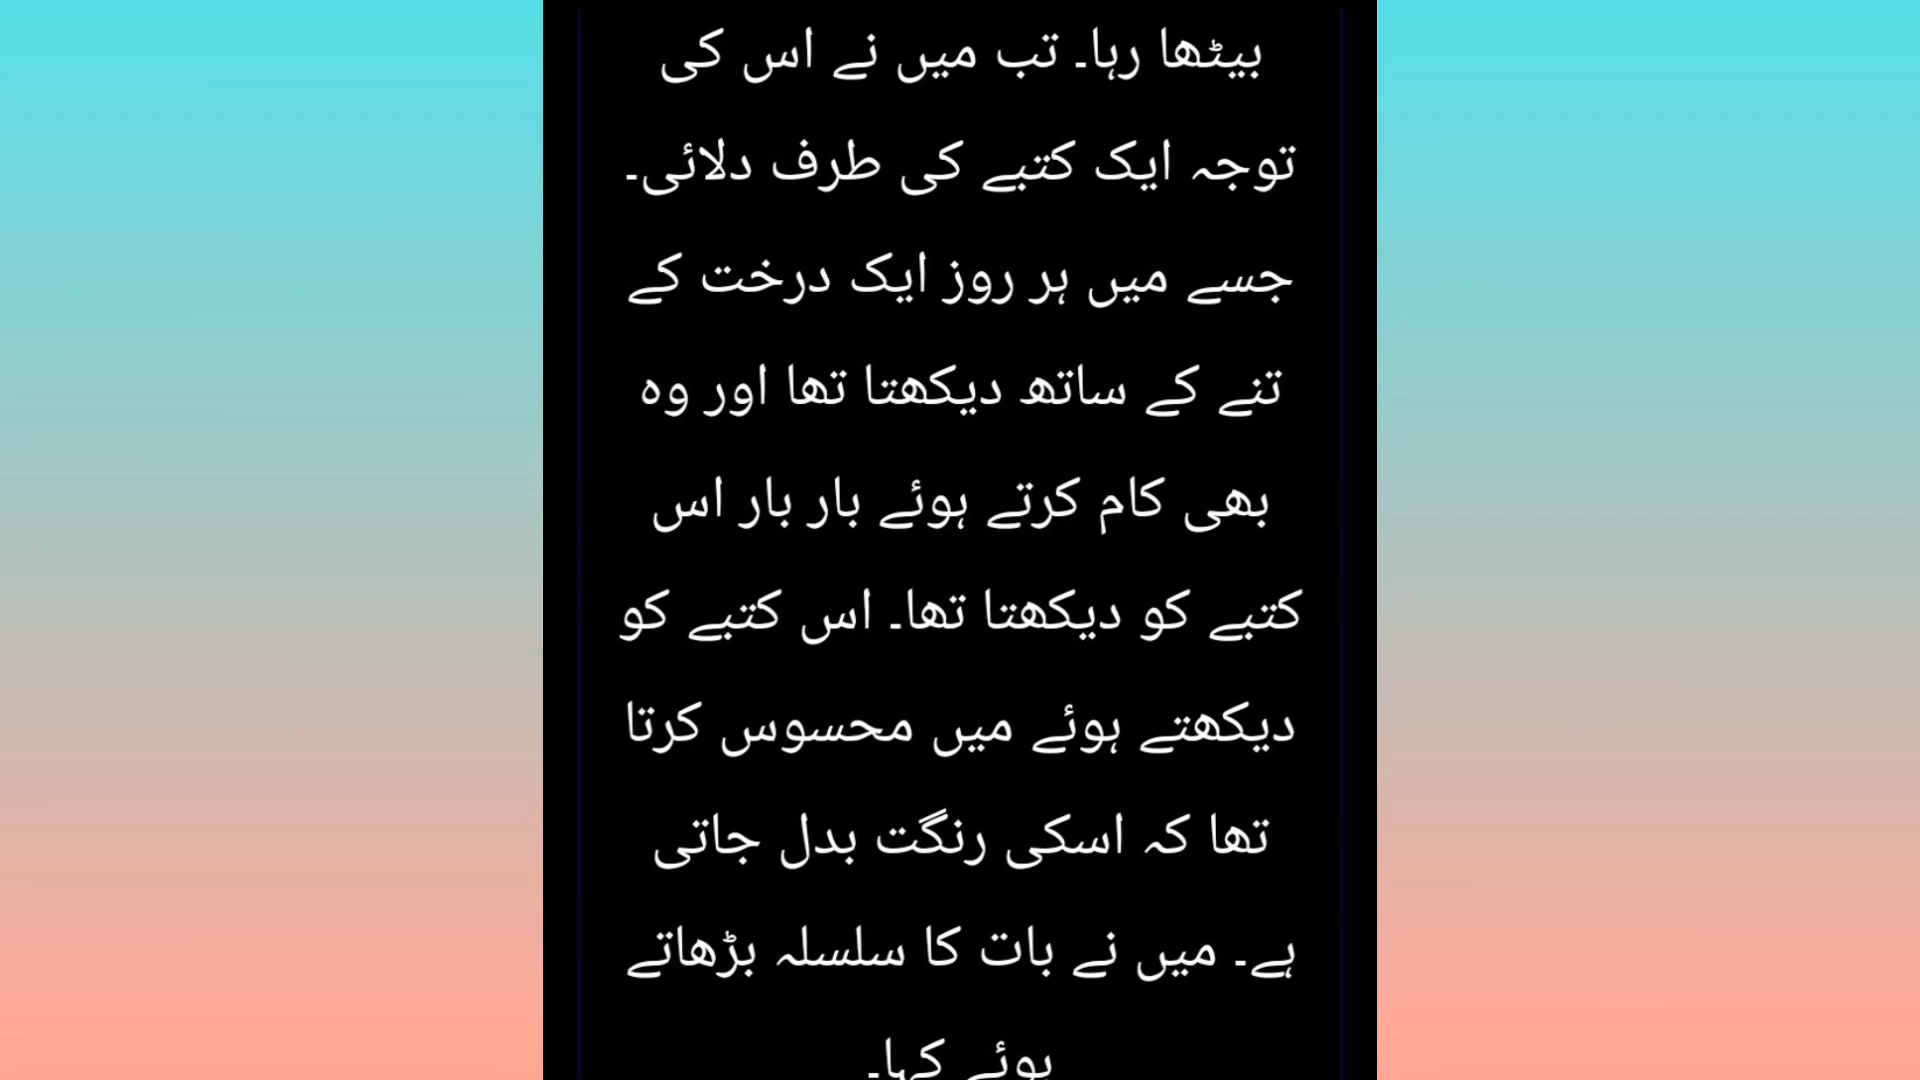 بیٹھا رہا۔ تب میں نے اس کی
توجہ ایک کتبے کی طرف دلائی۔
جسے میں ہر روز ایک درخت کے
تنے کے ساتھ دیکھتا تھا اور وہ
بھی کام کرتے ہوئے بار بار اس
کتبے کو دیکھتا تھا۔ اس کتبے کو
دیکھتے ہوئے میں محسوس کرتا
تھا کہ اسکی رنگت بدل جاتی
ہے۔ میں نے بات کا سلسلہ بڑھاتے
ہوئے کہا۔